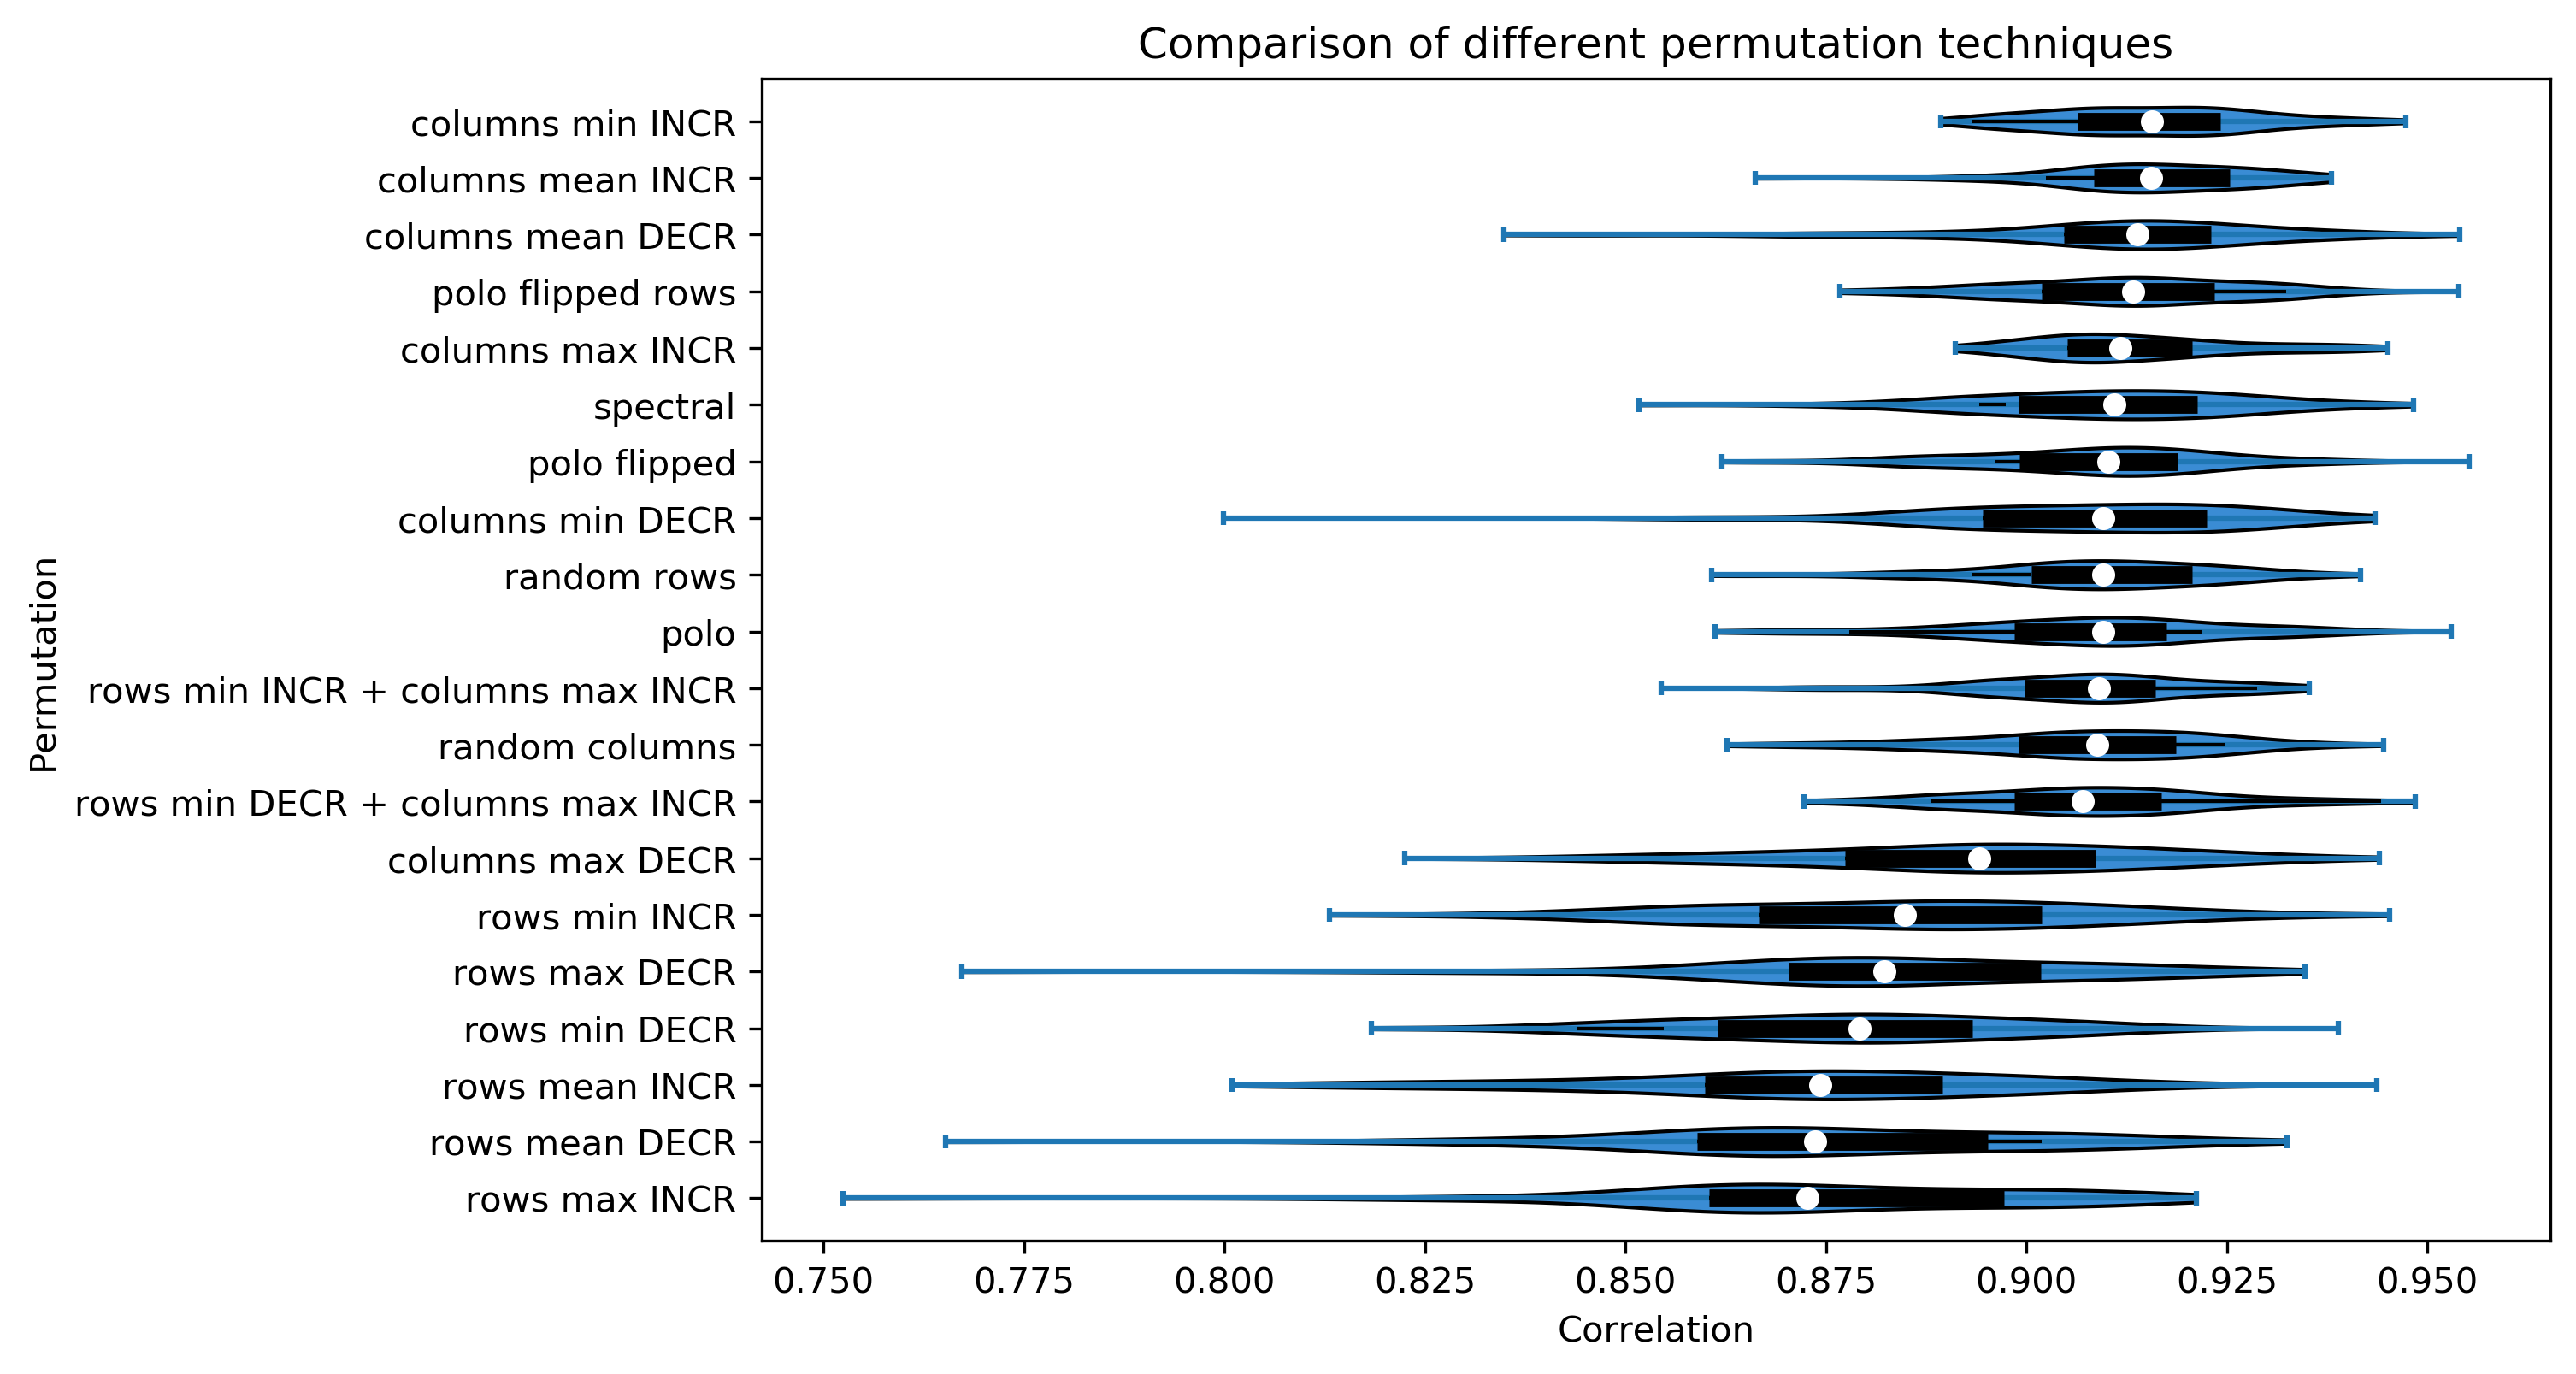 Comparison of different permutation techniques
Permutation
columns min INCR
columns mean INCR
columns mean DECR
polo flipped rows
columns max INCR
spectral
polo flipped
columns min DECR
random rows
polo
rows min INCR + columns max INCR
random columns
rows min DECR + columns max INCR
columns max DECR
rows min INCR
rows max DECR
rows min DECR
rows mean INCR
rows mean DECR
rows max INCR
0.750 0.775 0.800 0.825 0.850 0.875 0.900 0.925 0.950
Correlation